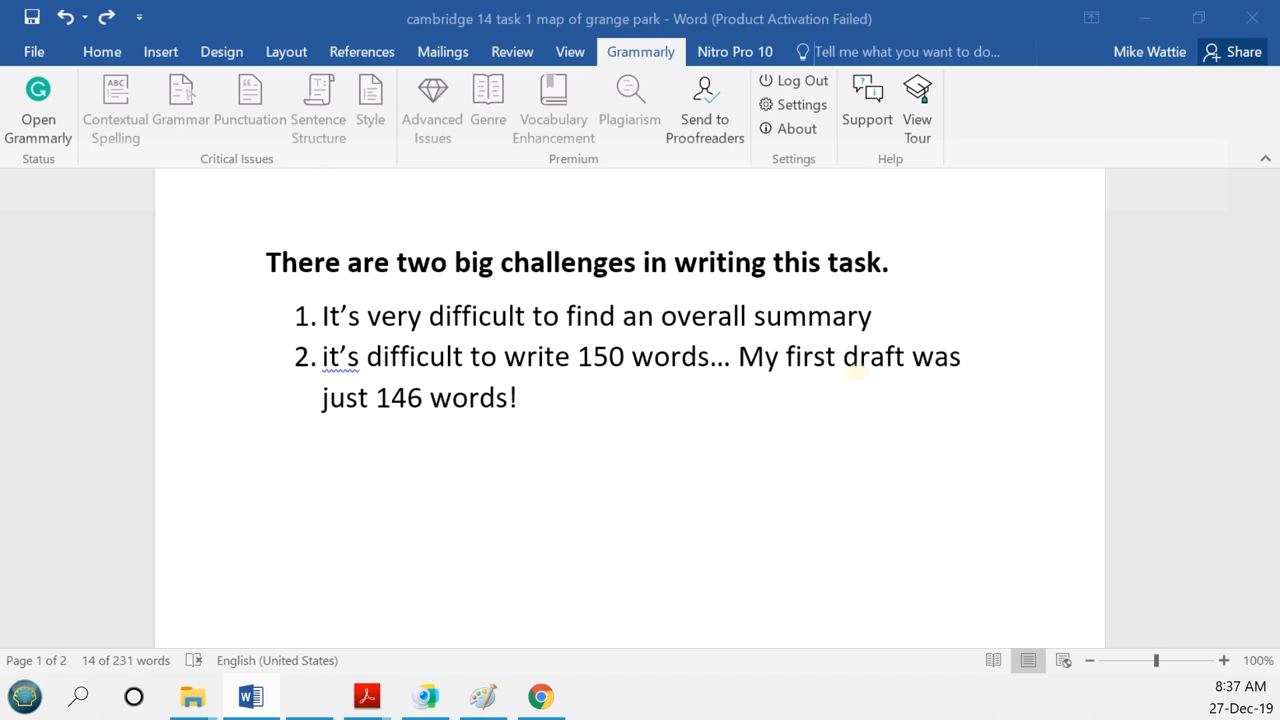 cambridge 14 task 1 map of grange park - Word (Product Activation Failed)
File Home Insert Design Layout References Mailings Review View Grammarly Nitro Pro 10 Tell me what you want to do... Mike Wattie Share
Open Grammarly
Status
ABC
Contextual Spelling
Grammar
Punctuation
Sentence Structure
Style
Critical Issues
Advanced Issues
Genre
Vocabulary Enhancement
Plagiarism
Send to Proofreaders
Premium
Log Out
Settings
About
Settings
Support
View Tour
Help
There are two big challenges in writing this task.
1. It’s very difficult to find an overall summary
2. it’s difficult to write 150 words… My first draft was
just 146 words!
Page 1 of 2 14 of 231 words English (United States) 100%
8:37 AM
27-Dec-19